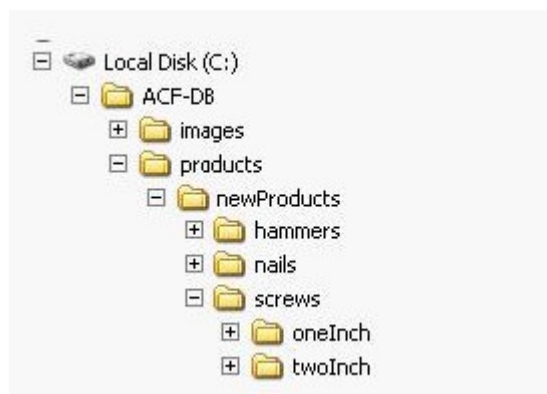 Local Disk (C:)
ACF-DB
images
products
newProducts
hammers
nails
screws
oneInch
twoInch